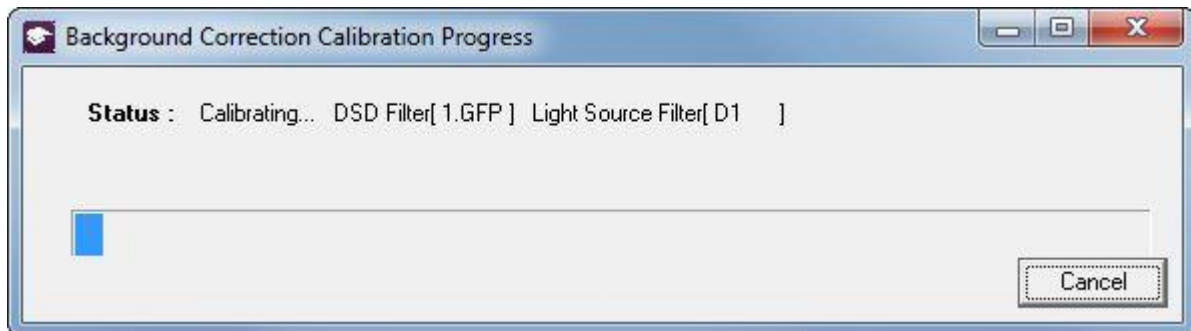 Background Correction Calibration Progress
Status : Calibrating... DSD Filter[ 1.GFP ] Light Source Filter[ D1 ]
Cancel